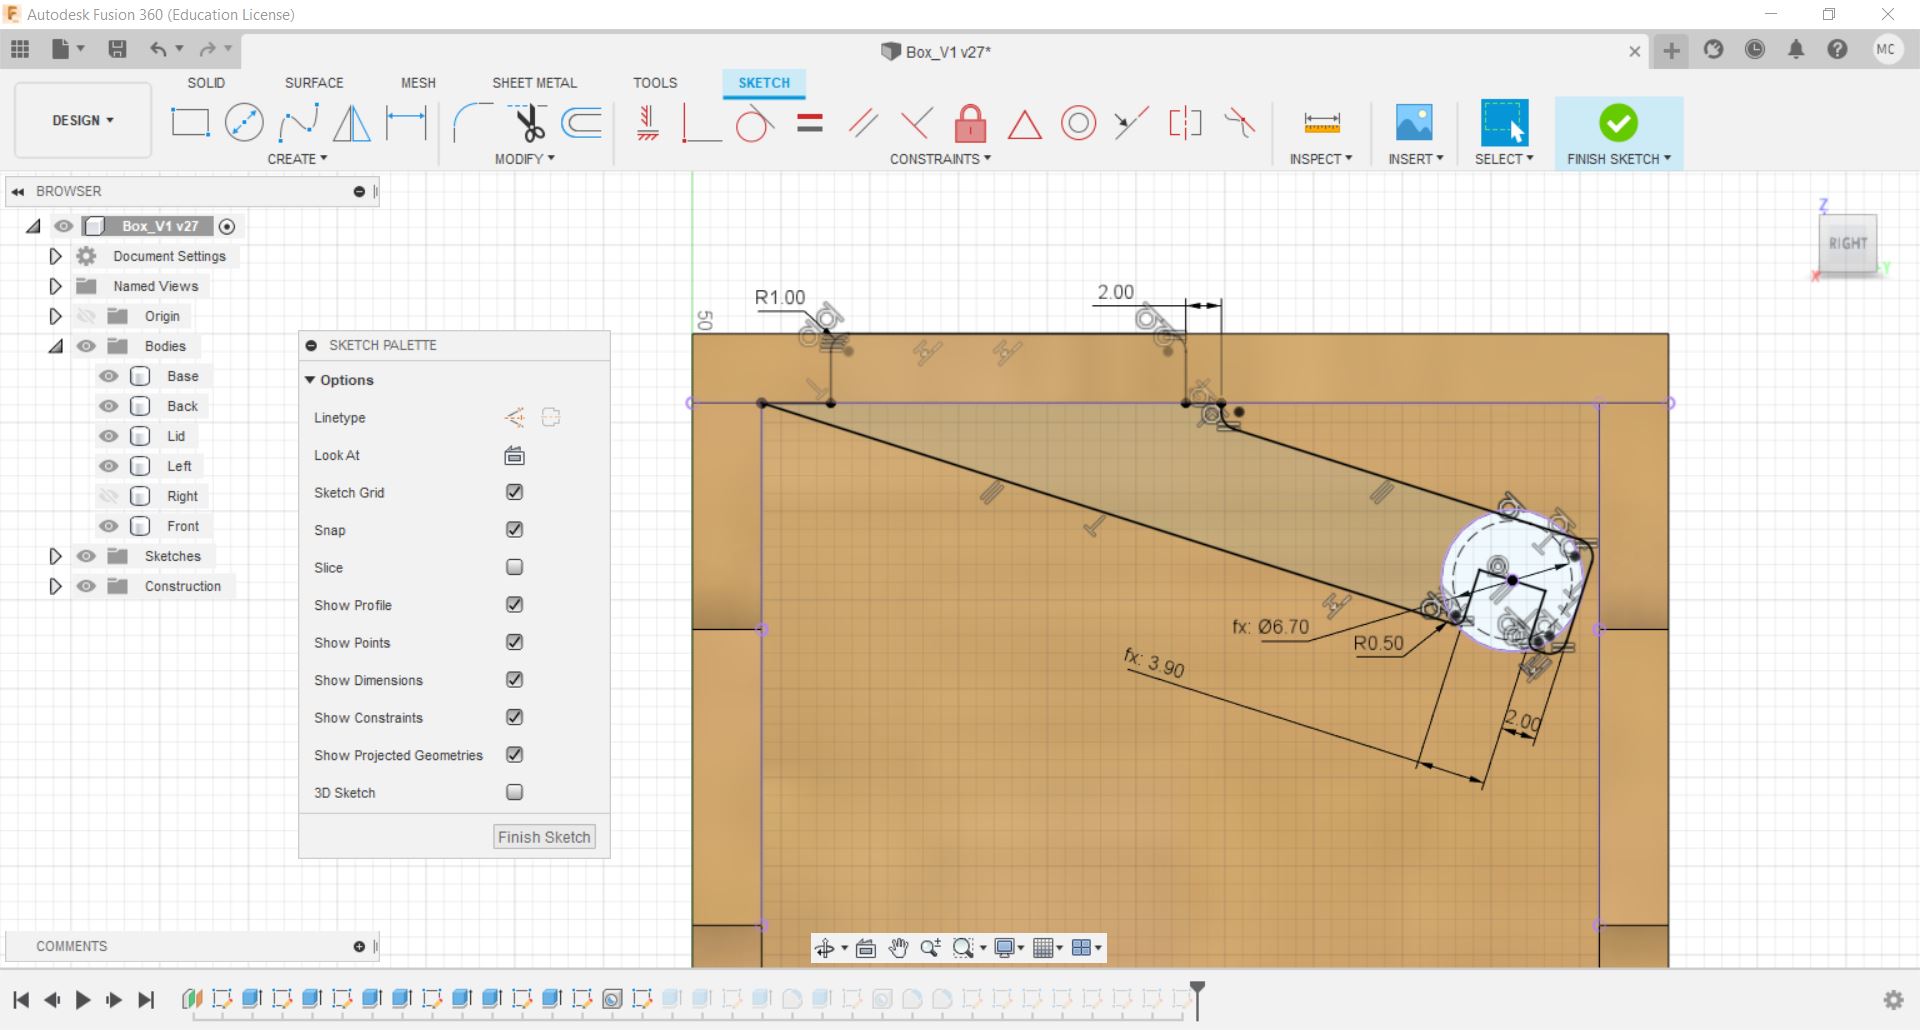 Autodesk Fusion 360 (Education License)
Box_V1 v27*
MC
SOLID
SURFACE
MESH
SHEET METAL
TOOLS
SKETCH
DESIGN
CREATE
MODIFY
CONSTRAINTS
INSPECT
INSERT
SELECT
FINISH SKETCH
BROWSER
Box_V1 v27
Document Settings
Named Views
Origin
Bodies
Base
Back
Lid
Left
Right
Front
Sketches
Construction
SKETCH PALETTE
Options
Linetype
Look At
Sketch Grid
Snap
Slice
Show Profile
Show Points
Show Dimensions
Show Constraints
Show Projected Geometries
3D Sketch
Finish Sketch
Z
RIGHT
X
Y
R1.00
2.00
50
fx: Ø6.70
R0.50
fx: 3.90
2.00
COMMENTS